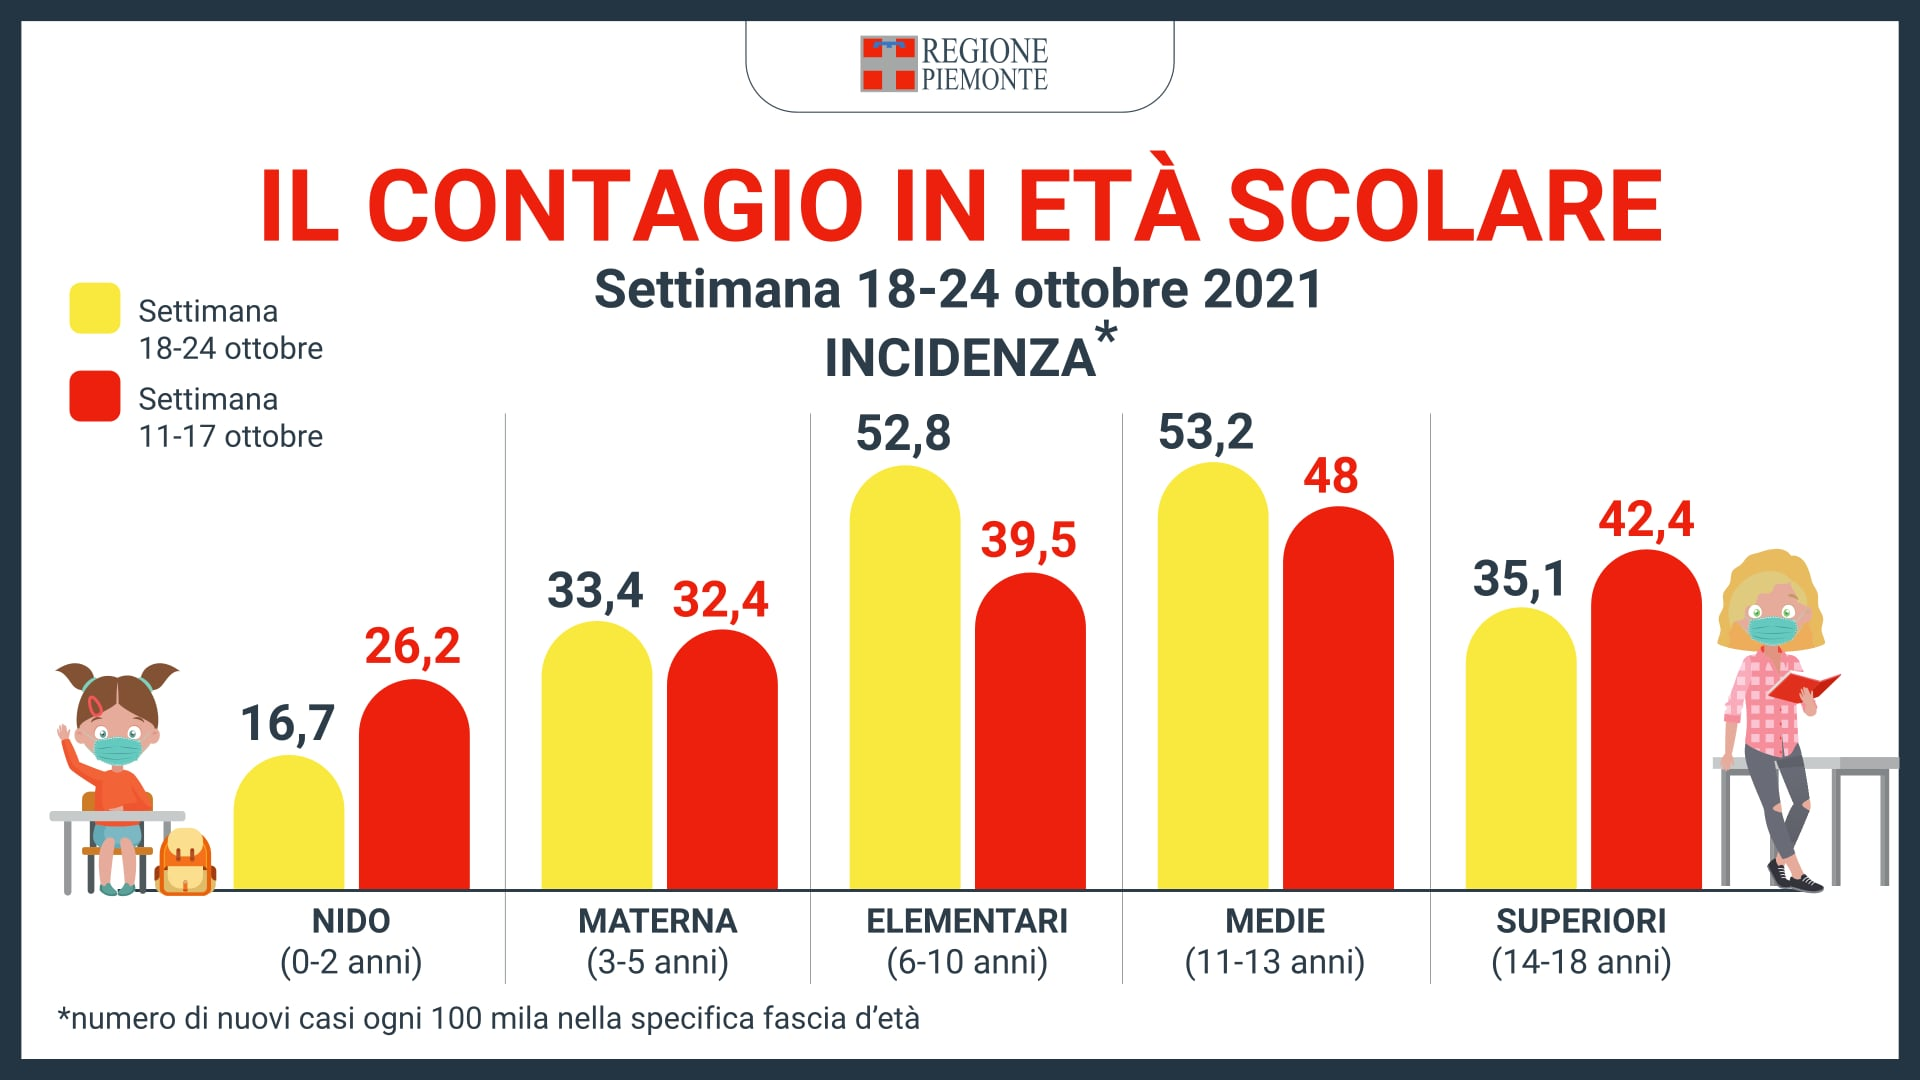 REGIONE
PIEMONTE
IL CONTAGIO IN ETÀ SCOLARE
Settimana 18-24 ottobre 2021
INCIDENZA*
Settimana
18-24 ottobre
Settimana
11-17 ottobre
16,7
26,2
33,4
32,4
52,8
39,5
53,2
48
35,1
42,4
NIDO
(0-2 anni)
MATERNA
(3-5 anni)
ELEMENTARI
(6-10 anni)
MEDIE
(11-13 anni)
SUPERIORI
(14-18 anni)
*numero di nuovi casi ogni 100 mila nella specifica fascia d’età